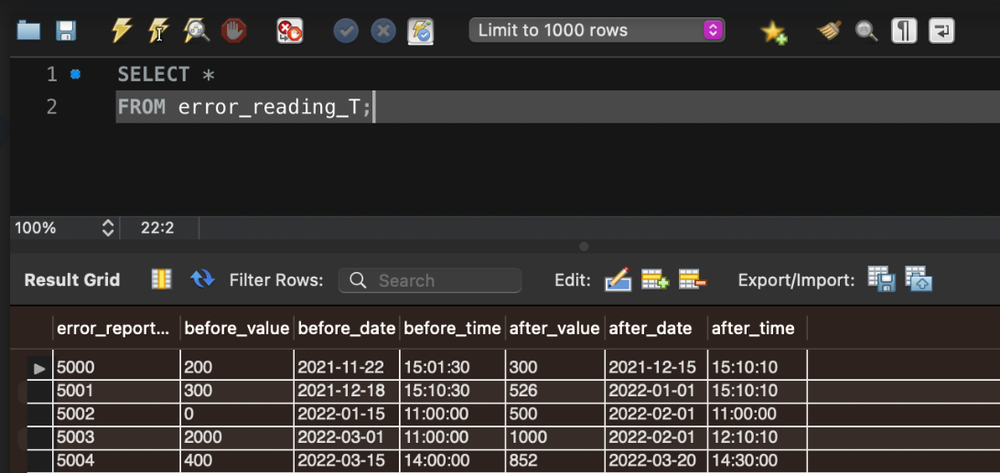 Limit to 1000 rows
1 SELECT *
2 FROM error_reading_T;
100% 22:2
Result Grid Filter Rows: Search Edit: Export/Import:
error_report... before_value before_date before_time after_value after_date after_time
5000 200 2021-11-22 15:01:30 300 2021-12-15 15:10:10
5001 300 2021-12-18 15:10:30 526 2022-01-01 15:10:10
5002 0 2022-01-15 11:00:00 500 2022-02-01 11:00:00
5003 2000 2022-03-01 11:00:00 1000 2022-02-01 12:10:10
5004 400 2022-03-15 14:00:00 852 2022-03-20 14:30:00